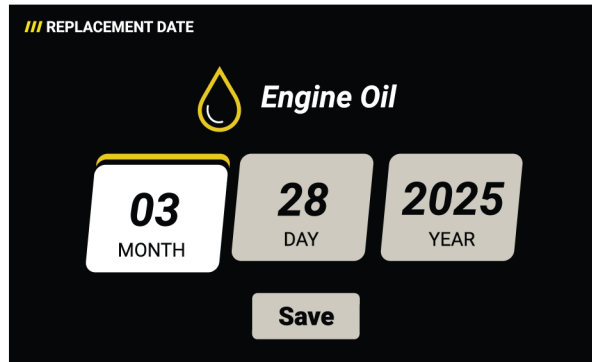 /// REPLACEMENT DATE
Engine Oil
03 28 2025
MONTH DAY YEAR
Save